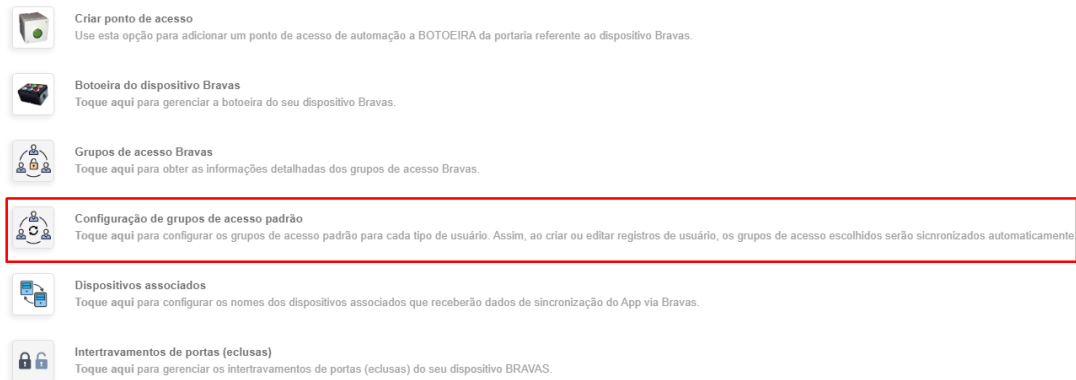 Criar ponto de acesso
Use esta opção para adicionar um ponto de acesso de automação a BOTOEIRA da portaria referente ao dispositivo Bravas.
Botoeira do dispositivo Bravas
Toque aqui para gerenciar a botoeira do seu dispositivo Bravas.
Grupos de acesso Bravas
Toque aqui para obter as informações detalhadas dos grupos de acesso Bravas.
Configuração de grupos de acesso padrão
Toque aqui para configurar os grupos de acesso padrão para cada tipo de usuário. Assim, ao criar ou editar registros de usuário, os grupos de acesso escolhidos serão sicnronizados automaticamente
Dispositivos associados
Toque aqui para configurar os nomes dos dispositivos associados que receberão dados de sincronização do App via Bravas.
Intertravamentos de portas (eclusas)
Toque aqui para gerenciar os intertravamentos de portas (eclusas) do seu dispositivo BRAVAS.